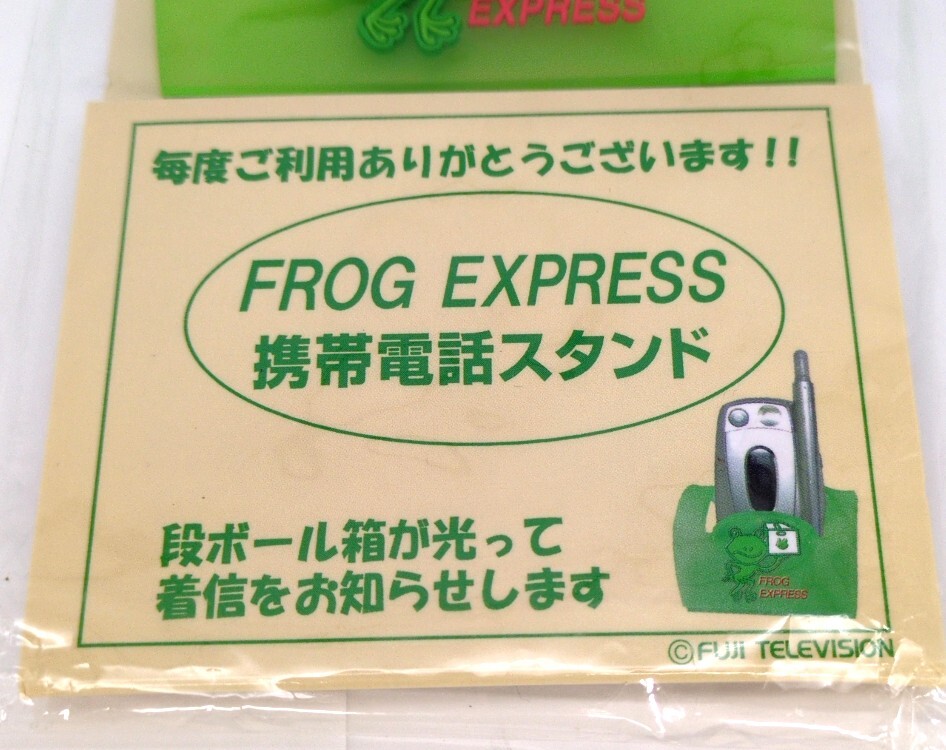 EXPRESS
毎度ご利用ありがとうございます!!
FROG EXPRESS
携帯電話スタンド
段ボール箱が光って
着信をお知らせします
FROG
EXPRESS
©FUJI TELEVISION